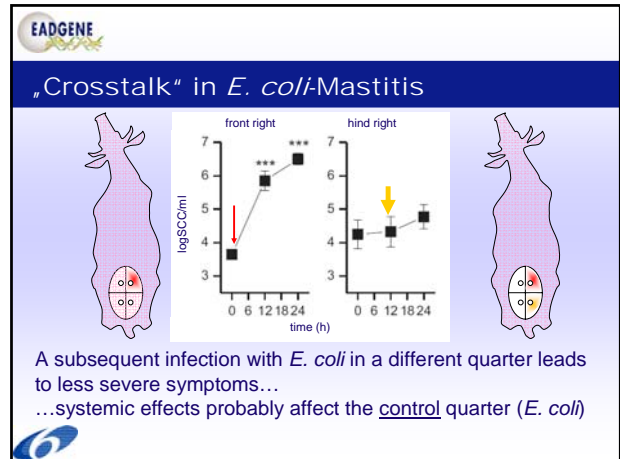 EADGENE
„Crosstalk“ in E. coli-Mastitis
front right
hind right
logSCC/ml
7
6
5
4
3
***
***
0 6 12 18 24
7
6
5
4
3
0 6 12 18 24
time (h)
A subsequent infection with E. coli in a different quarter leads
to less severe symptoms…
…systemic effects probably affect the control quarter (E. coli)
6